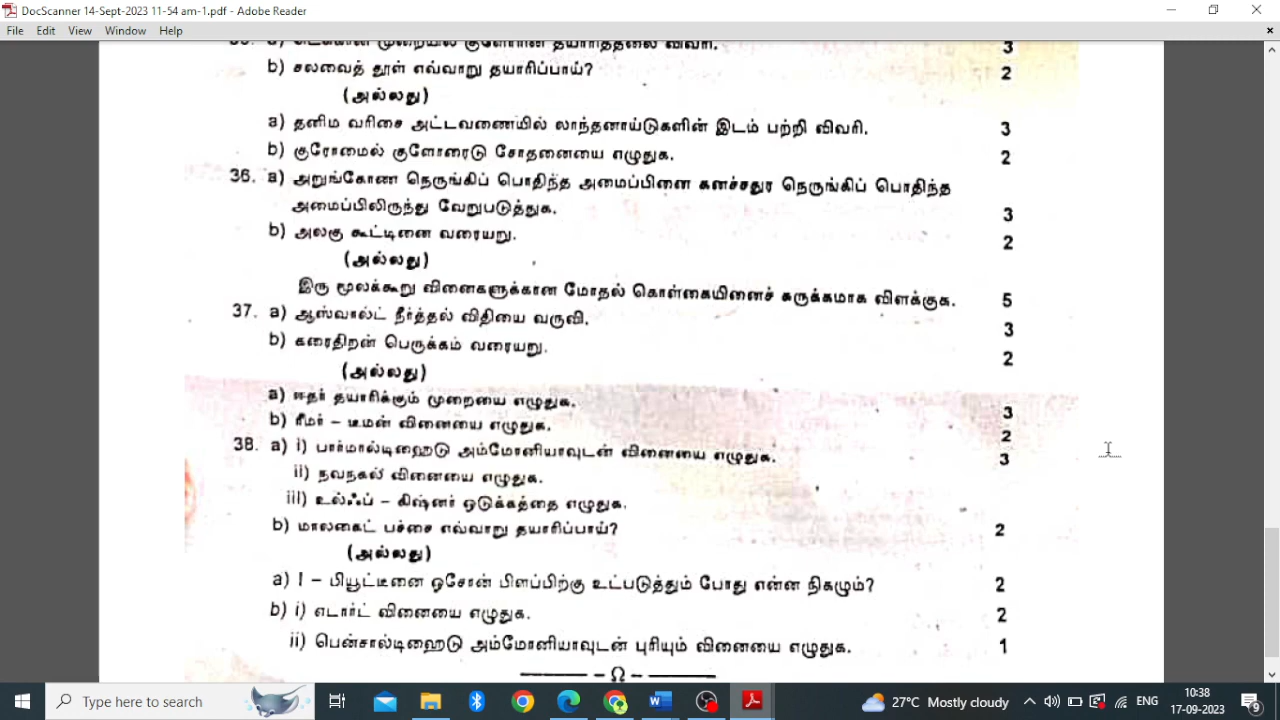 DocScanner 14-Sept-2023 11-54 am-1.pdf - Adobe Reader
File Edit View Window Help
முறையில் குளோரின் தயாரித்தலை விவரி. 3
b) சலவைத் தூள் எவ்வாறு தயாரிப்பாய்? 2
(அல்லது)
a) தனிம வரிசை அட்டவணையில் லாந்தனாய்டுகளின் இடம் பற்றி விவரி. 3
b) குரோமைல் குளோரைடு சோதனையை எழுதுக. 2
36. a) அறுங்கோண நெருங்கிப் பொதிந்த அமைப்பினை கனச்சதுர நெருங்கிப் பொதிந்த
அமைப்பிலிருந்து வேறுபடுத்துக. 3
b) அலகு கூட்டினை வரையறு. 2
(அல்லது)
இரு மூலக்கூறு வினைகளுக்கான மோதல் கொள்கையினைச் சுருக்கமாக விளக்குக. 5
37. a) ஆஸ்வால்ட் நீர்த்தல் விதியை வருவி. 3
b) கரைதிறன் பெருக்கம் வரையறு. 2
(அல்லது)
a) ஈதர் தயாரிக்கும் முறையை எழுதுக. 3
b) ரீமர் – டீமன் வினையை எழுதுக. 2
38. a) i) பார்மால்டிஹைடு அம்மோனியாவுடன் வினையை எழுதுக. 3
ii) நவநகல் வினையை எழுதுக.
iii) உல்ஃப் – கிஷ்னர் ஒடுக்கத்தை எழுதுக.
b) மாலகைட் பச்சை எவ்வாறு தயாரிப்பாய்? 2
(அல்லது)
a) 1 – பியூட்டீனை ஓசோன் பிளப்பிற்கு உட்படுத்தும் போது என்ன நிகழும்? 2
b) i) எடார்ட் வினையை எழுதுக. 2
ii) பென்சால்டிஹைடு அம்மோனியாவுடன் புரியும் வினையை எழுதுக. 1
– Ω –
Type here to search
27°C Mostly cloudy
ENG
10:38
17-09-2023
9